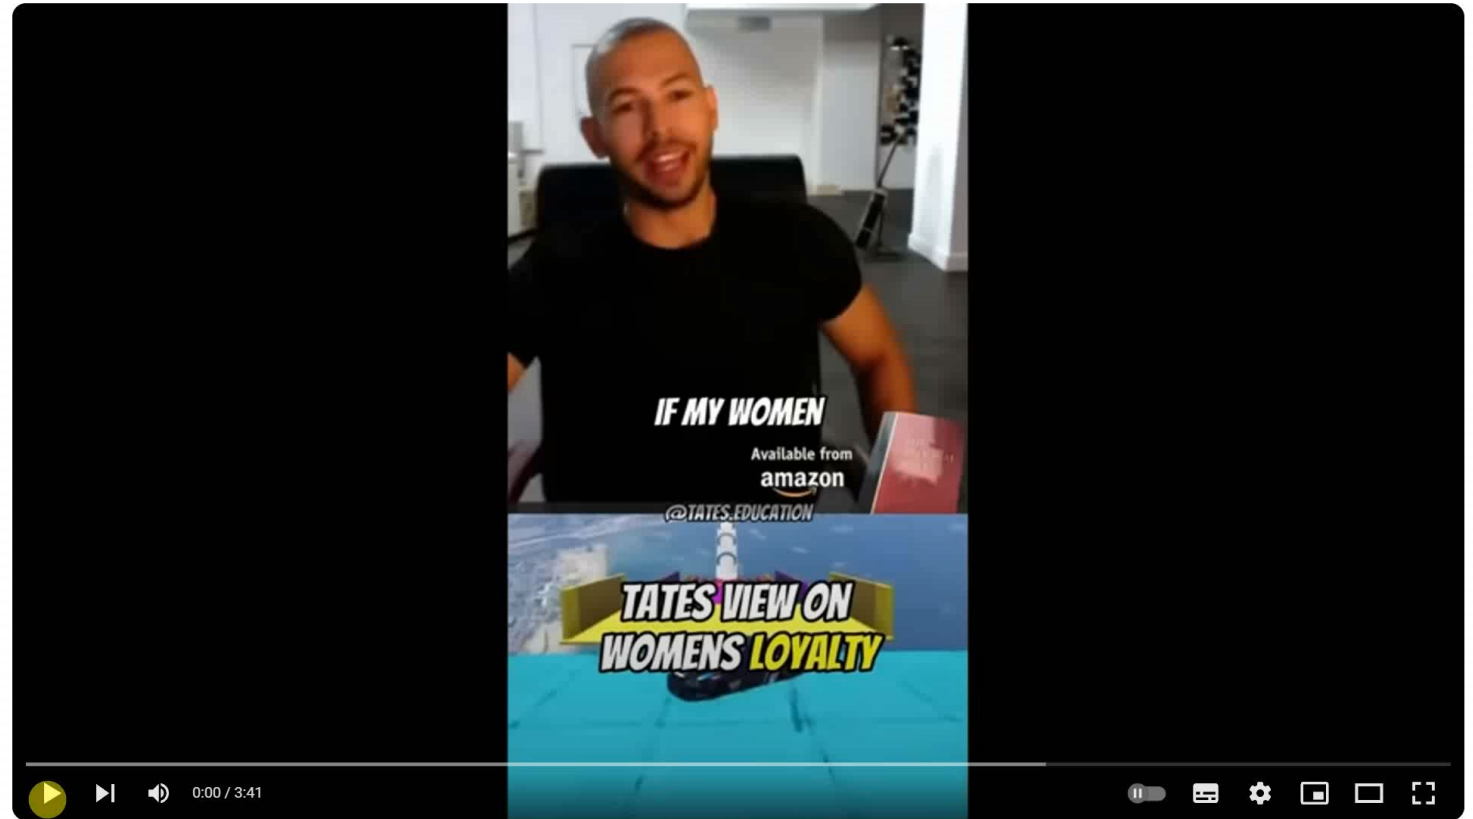 IF MY WOMEN
Available from
amazon
@TATES.EDUCATION
TATES VIEW ON
WOMENS LOYALTY
0:00 / 3:41